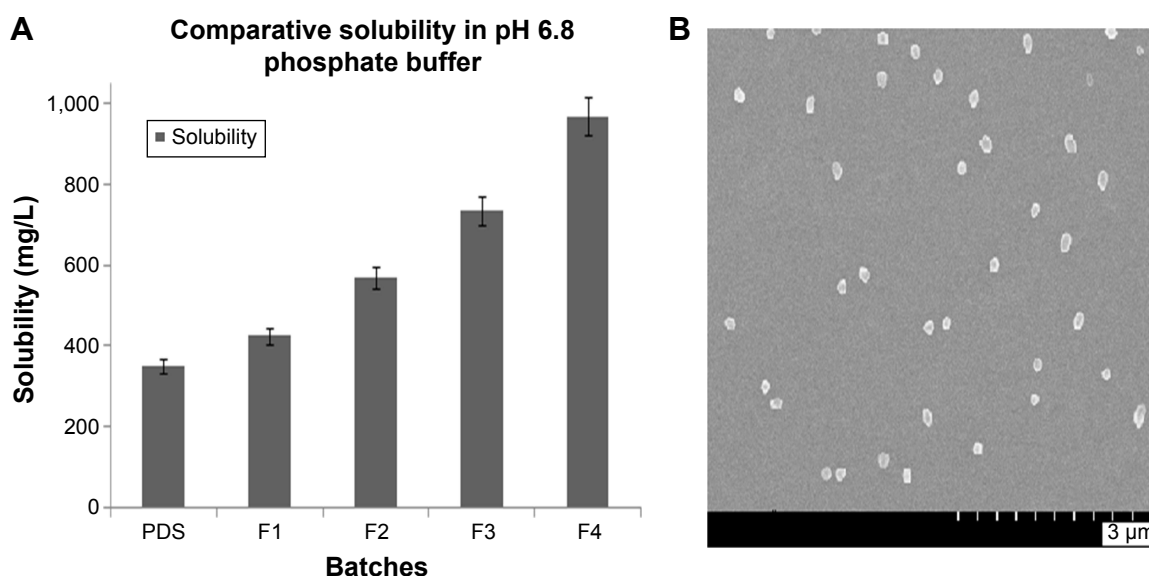 A
Comparative solubility in pH 6.8
phosphate buffer
Solubility (mg/L)
1,000
800
600
400
200
0
Solubility
PDS F1 F2 F3 F4
Batches
B
3 µm